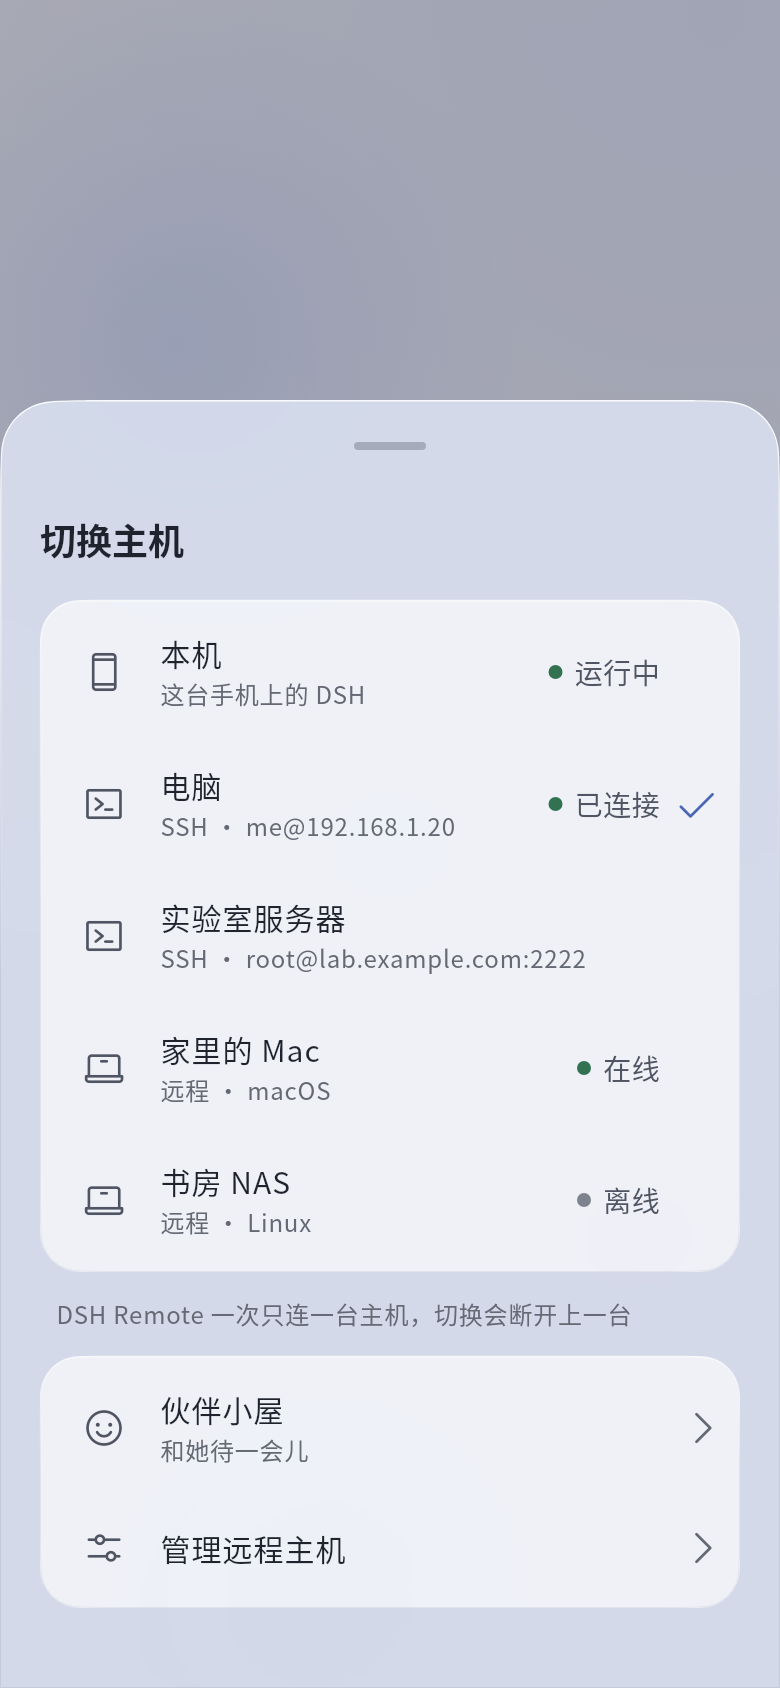 切换主机
本机
这台手机上的 DSH
运行中
电脑
SSH · me@192.168.1.20
已连接
实验室服务器
SSH · root@lab.example.com:2222
家里的 Mac
远程 · macOS
在线
书房 NAS
远程 · Linux
离线
DSH Remote 一次只连一台主机，切换会断开上一台
伙伴小屋
和她待一会儿
管理远程主机